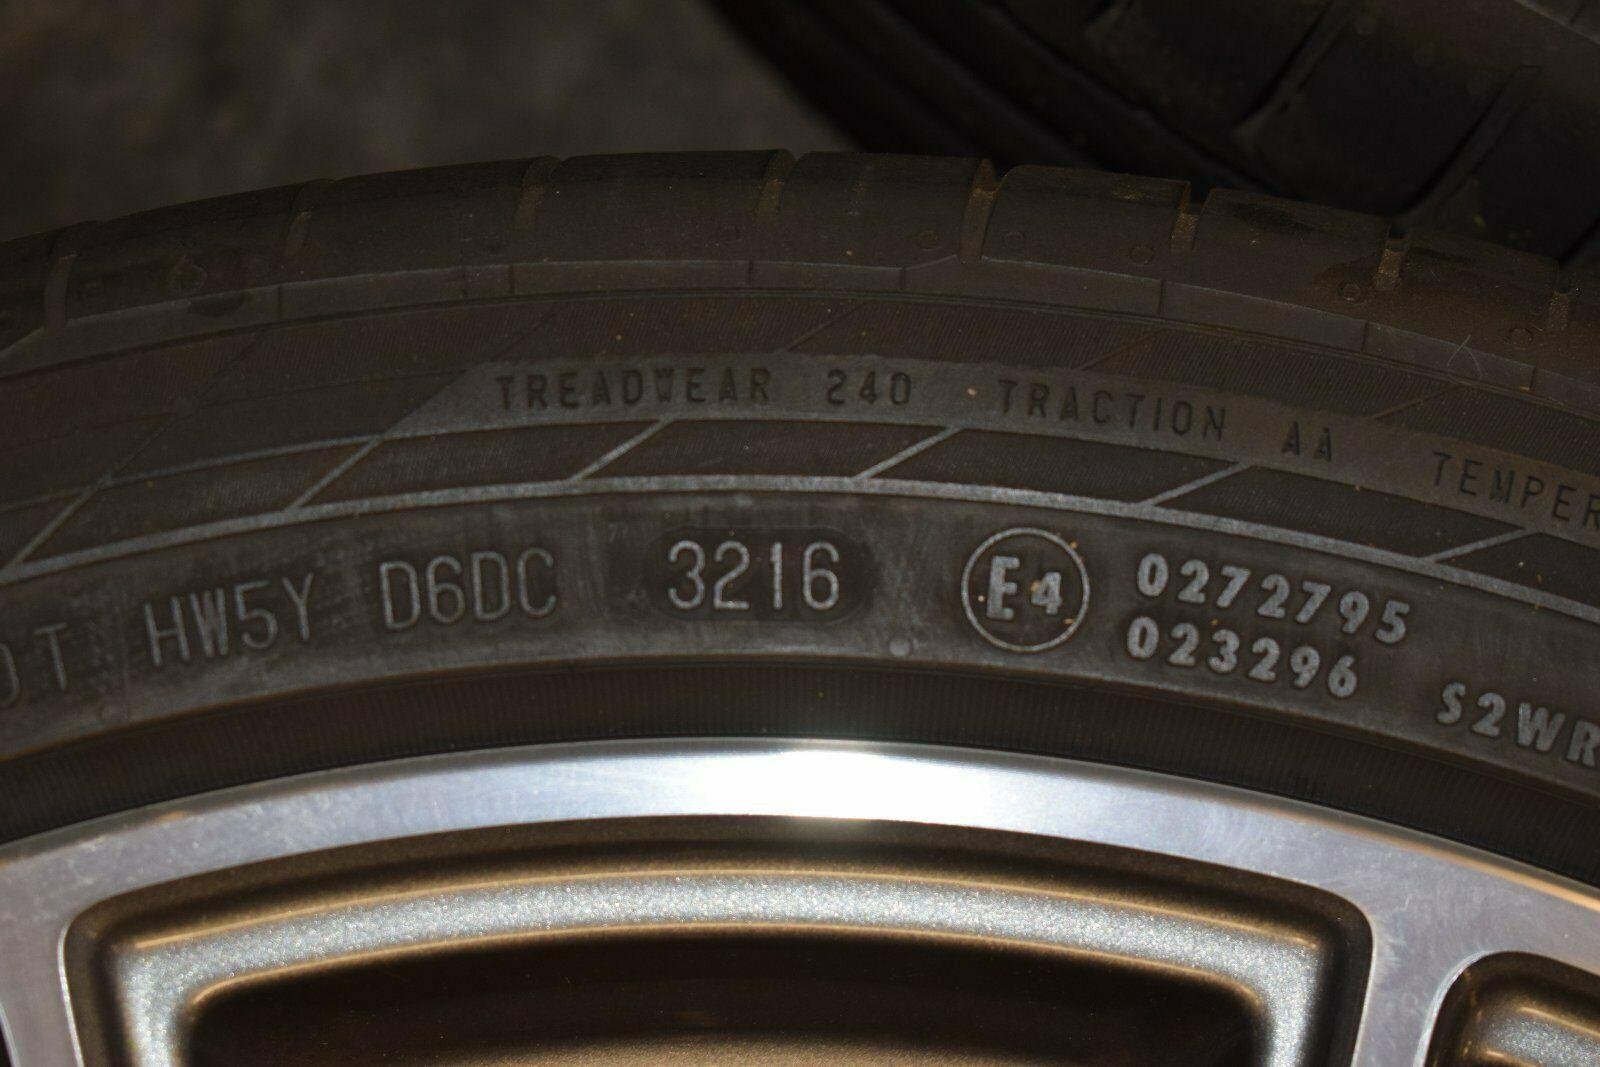 TREADWEAR 240 TRACTION AA TEMPER
DOT HW5Y D6DC 3216 E4 0272795
023296 S2WR